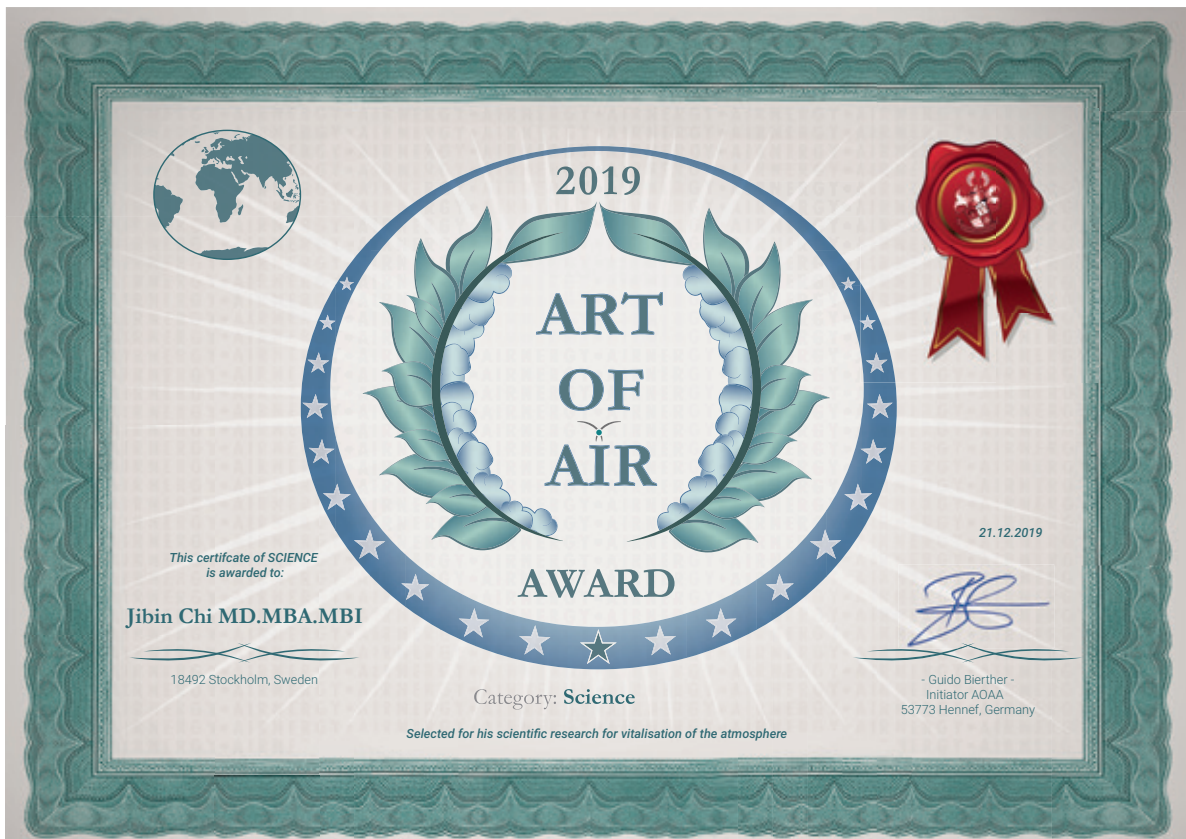 2019
ART
OF
AIR
AWARD
21.12.2019
This certifcate of SCIENCE
is awarded to:
Jibin Chi MD.MBA.MBI
18492 Stockholm, Sweden
- Guido Bierther -
Initiator AOAA
53773 Hennef, Germany
Category: Science
Selected for his scientific research for vitalisation of the atmosphere